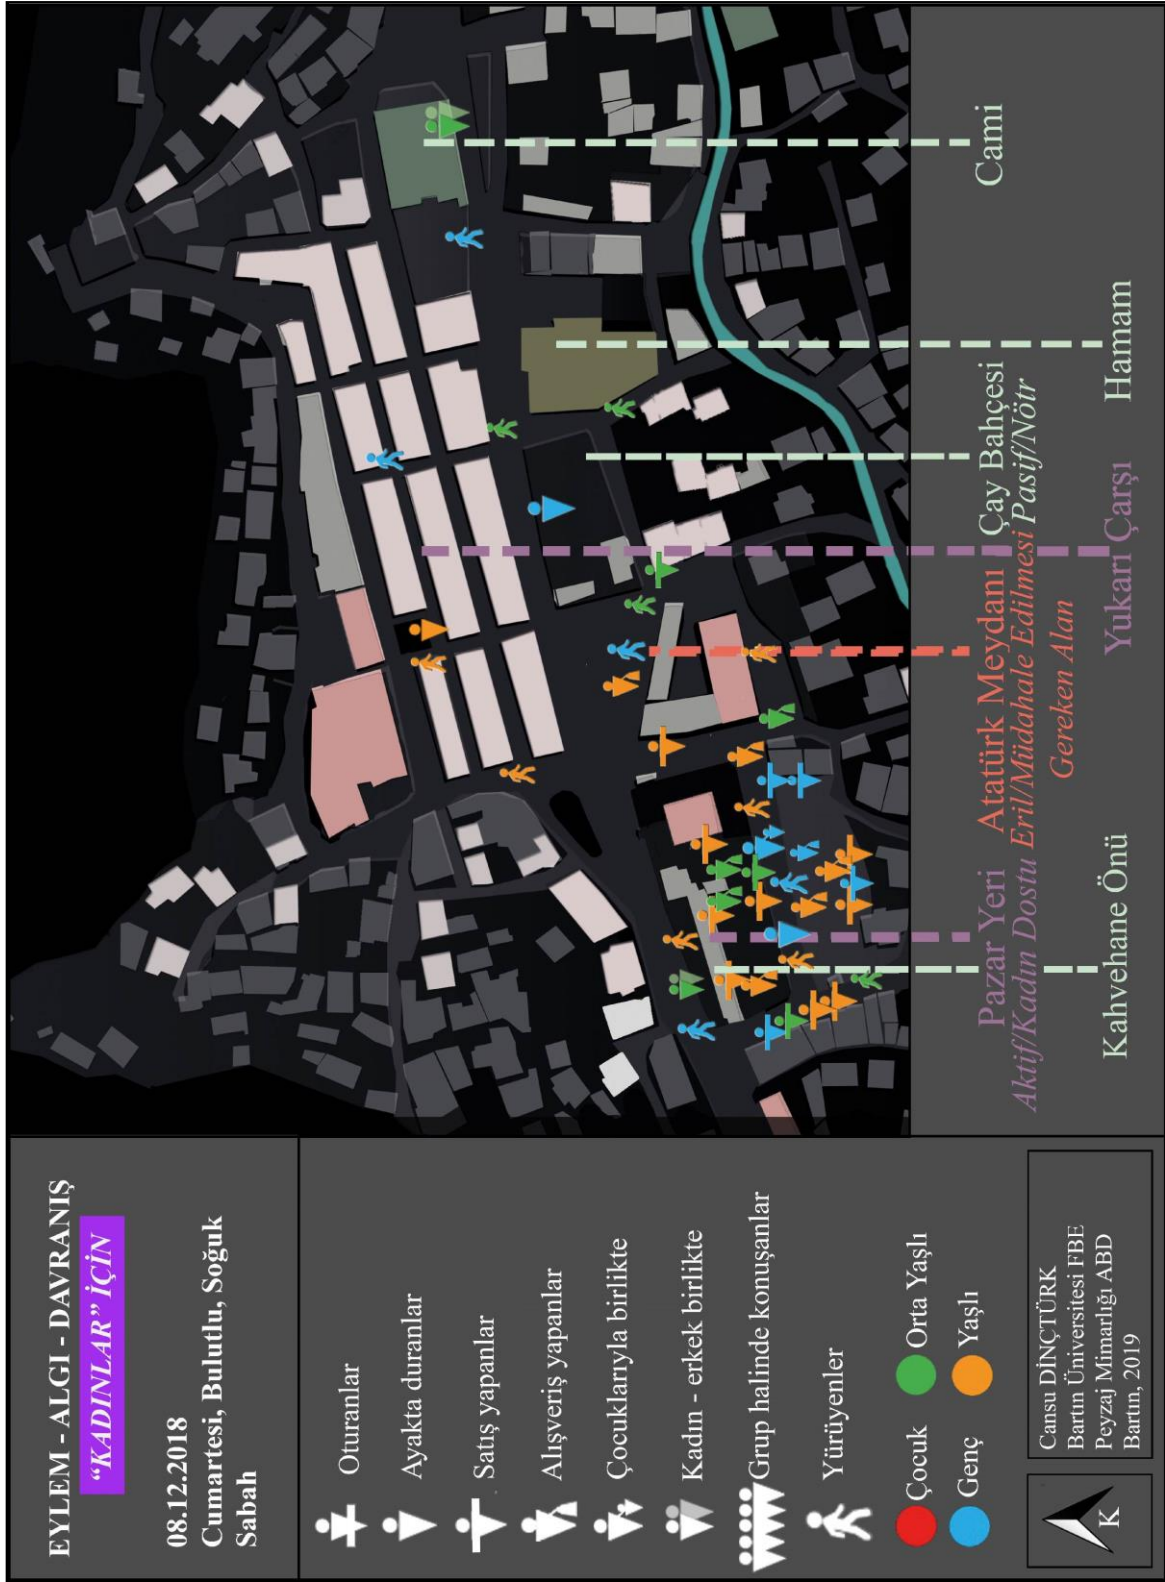 EYLEM - ALGI - DAVRANIŞ
“KADINLAR” İÇİN
08.12.2018
Cumartesi, Bulutlu, Soğuk
Sabah
Oturanlar
Ayakta duranlar
Satış yapanlar
Alışveriş yapanlar
Çocuklarıyla birlikte
Kadın - erkek birlikte
Grup halinde konuşanlar
Yürüyenler
Çocuk
Orta Yaşlı
Genç
Yaşlı
K
Cansu DİNÇTÜRK
Bartın Üniversitesi FBE
Peyzaj Mimarlığı ABD
Bartın, 2019
Pazar Yeri
Aktif/Kadın Dostu
Kahvehane Önü
Atatürk Meydanı
Eril/Müdahale Edilmesi
Gereken Alan
Çay Bahçesi
Pasif/Nötr
Yukarı Çarşı
Hamam
Cami